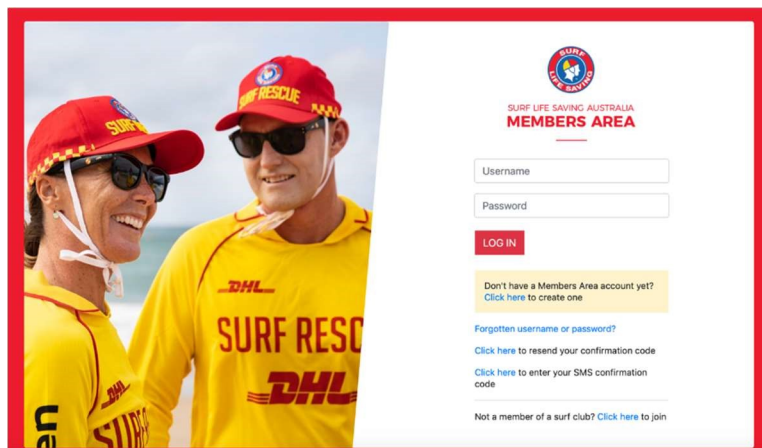 SURF
LIFE SAVING
SURF LIFE SAVING AUSTRALIA
MEMBERS AREA
Username
Password
LOG IN
Don't have a Members Area account yet?
Click here to create one
Forgotten username or password?
Click here to resend your confirmation code
Click here to enter your SMS confirmation
code
Not a member of a surf club? Click here to join
SURF RESCUE
DHL
SURF RESC
DHL
DHL